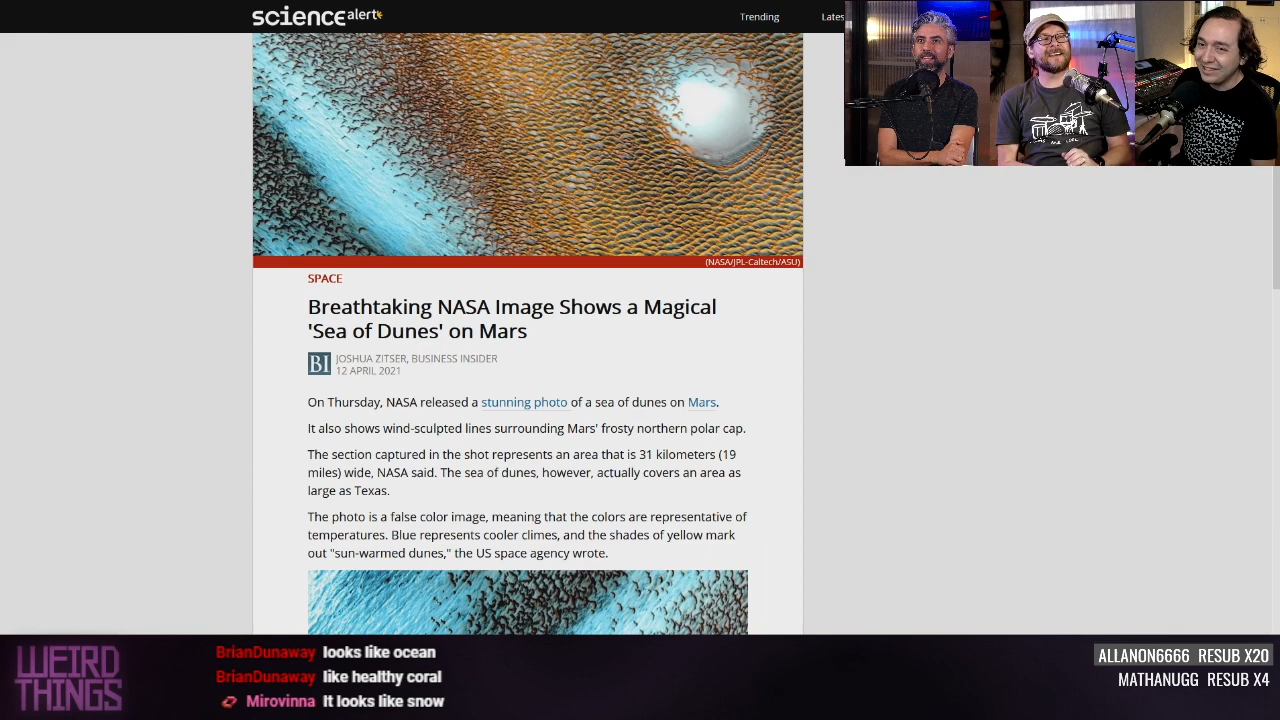 sciencealert
Trending
Lates
(NASA/JPL-Caltech/ASU)
SPACE
Breathtaking NASA Image Shows a Magical
'Sea of Dunes' on Mars
BI
JOSHUA ZITSER, BUSINESS INSIDER
12 APRIL 2021
On Thursday, NASA released a stunning photo of a sea of dunes on Mars.
It also shows wind-sculpted lines surrounding Mars' frosty northern polar cap.
The section captured in the shot represents an area that is 31 kilometers (19
miles) wide, NASA said. The sea of dunes, however, actually covers an area as
large as Texas.
The photo is a false color image, meaning that the colors are representative of
temperatures. Blue represents cooler climes, and the shades of yellow mark
out "sun-warmed dunes," the US space agency wrote.
WEIRD
THINGS
BrianDunaway looks like ocean
BrianDunaway like healthy coral
Mirovinna It looks like snow
ALLANON6666 RESUB X20
MATHANUGG RESUB X4